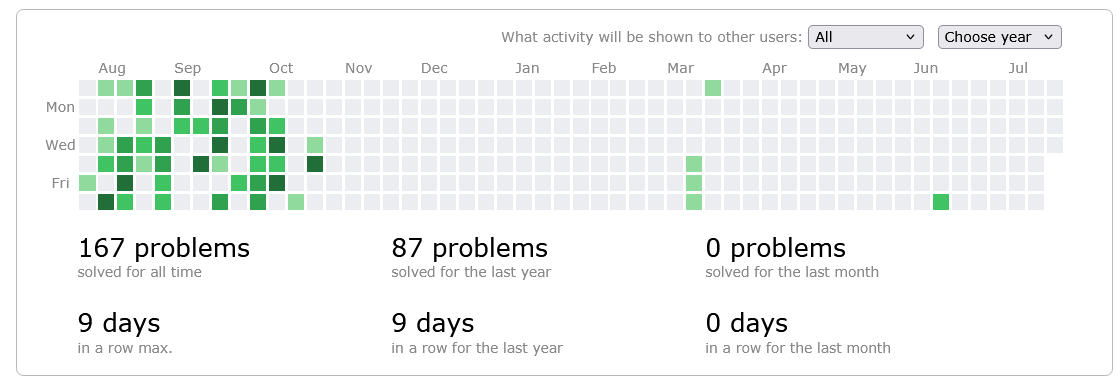 What activity will be shown to other users: All Choose year
Aug Sep Oct Nov Dec Jan Feb Mar Apr May Jun Jul
Mon
Wed
Fri
167 problems 87 problems 0 problems
solved for all time solved for the last year solved for the last month
9 days 9 days 0 days
in a row max. in a row for the last year in a row for the last month